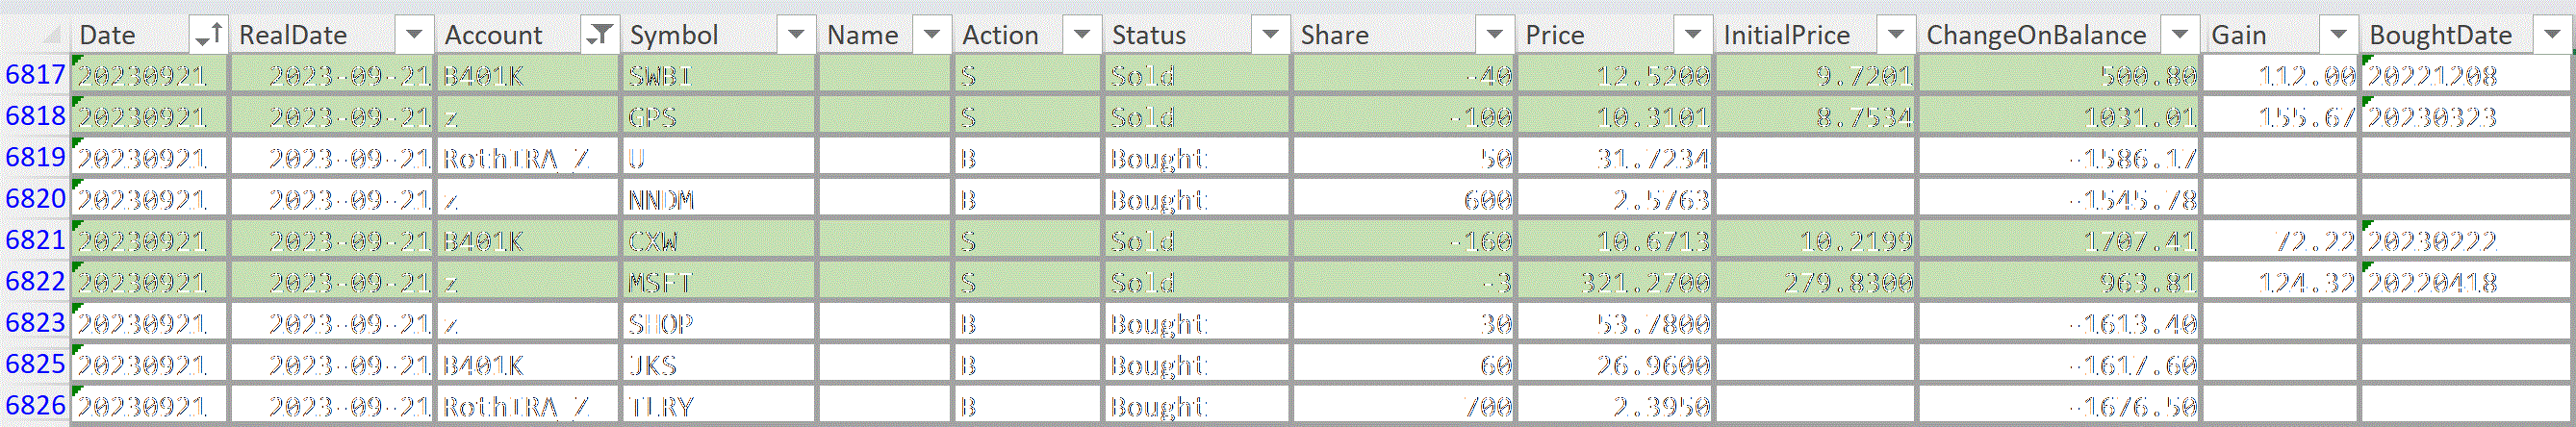 Date RealDate Account Symbol Name Action Status Share Price InitialPrice ChangeOnBalance Gain BoughtDate
6817 20230921 2023-09-21 B401K SWBI S Sold -40 12.5200 9.7201 500.80 112.00 20221208
6818 20230921 2023-09-21 z GPS S Sold -100 10.3101 8.7534 1031.01 155.67 20230323
6819 20230921 2023-09-21 RothIRA_Z U B Bought 50 31.7234 -1586.17
6820 20230921 2023-09-21 z NNDM B Bought 600 2.5763 -1545.78
6821 20230921 2023-09-21 B401K CXW S Sold -160 10.6713 10.2199 1707.41 72.22 20230222
6822 20230921 2023-09-21 z MSFT S Sold -3 321.2700 279.8300 963.81 124.32 20220418
6823 20230921 2023-09-21 z SHOP B Bought 30 53.7800 -1613.40
6825 20230921 2023-09-21 B401K JKS B Bought 60 26.9600 -1617.60
6826 20230921 2023-09-21 RothIRA_Z TLRY B Bought 700 2.3950 -1676.50